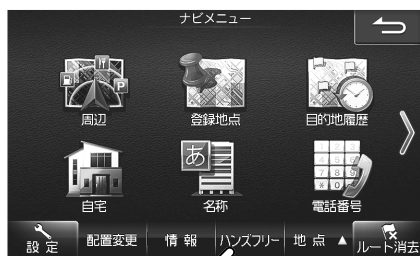 ナビメニュー
周辺
登録地点
目的地履歴
あ
自宅
名称
電話番号
設定
配置変更
情報
ハンズフリー
地点 ▲
ルート消去